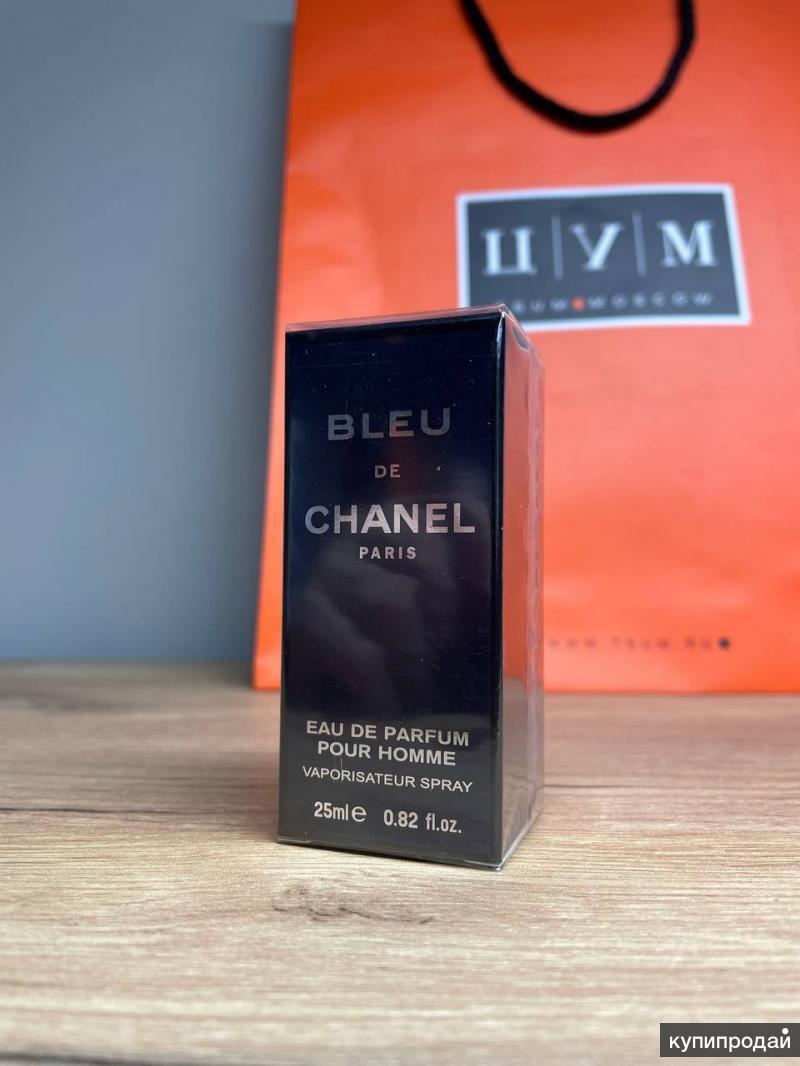 Ц|У|М
TSUM MOSCOW
BLEU
DE
CHANEL
PARIS
EAU DE PARFUM
POUR HOMME
VAPORISATEUR SPRAY
25ml e 0.82 fl.oz.
WWW.TSUM.RU
купипродай